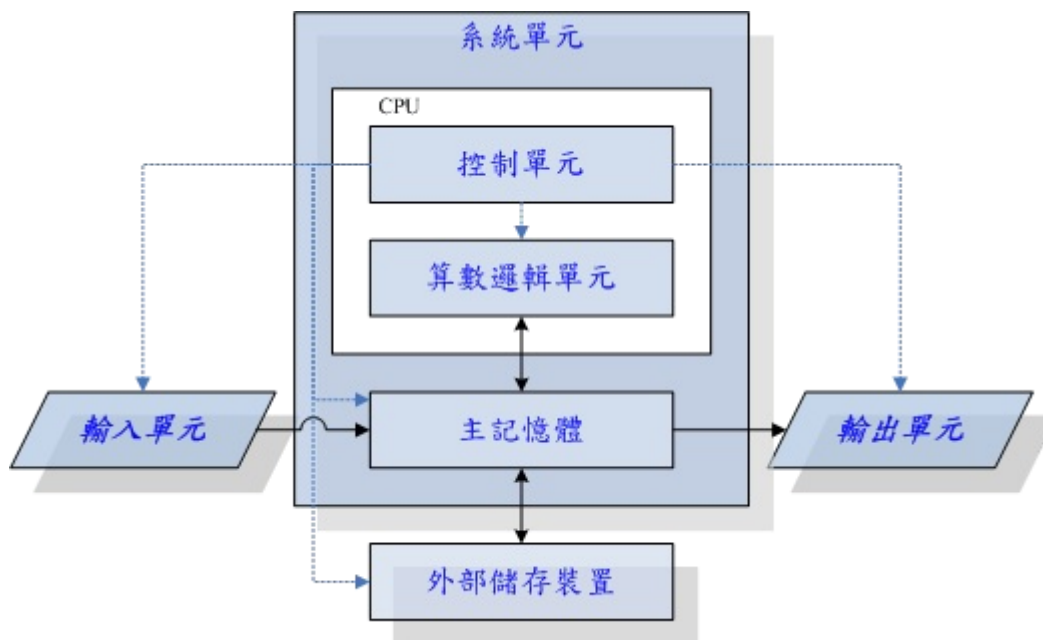 系統單元
CPU
控制單元
算數邏輯單元
輸入單元
主記憶體
輸出單元
外部儲存裝置